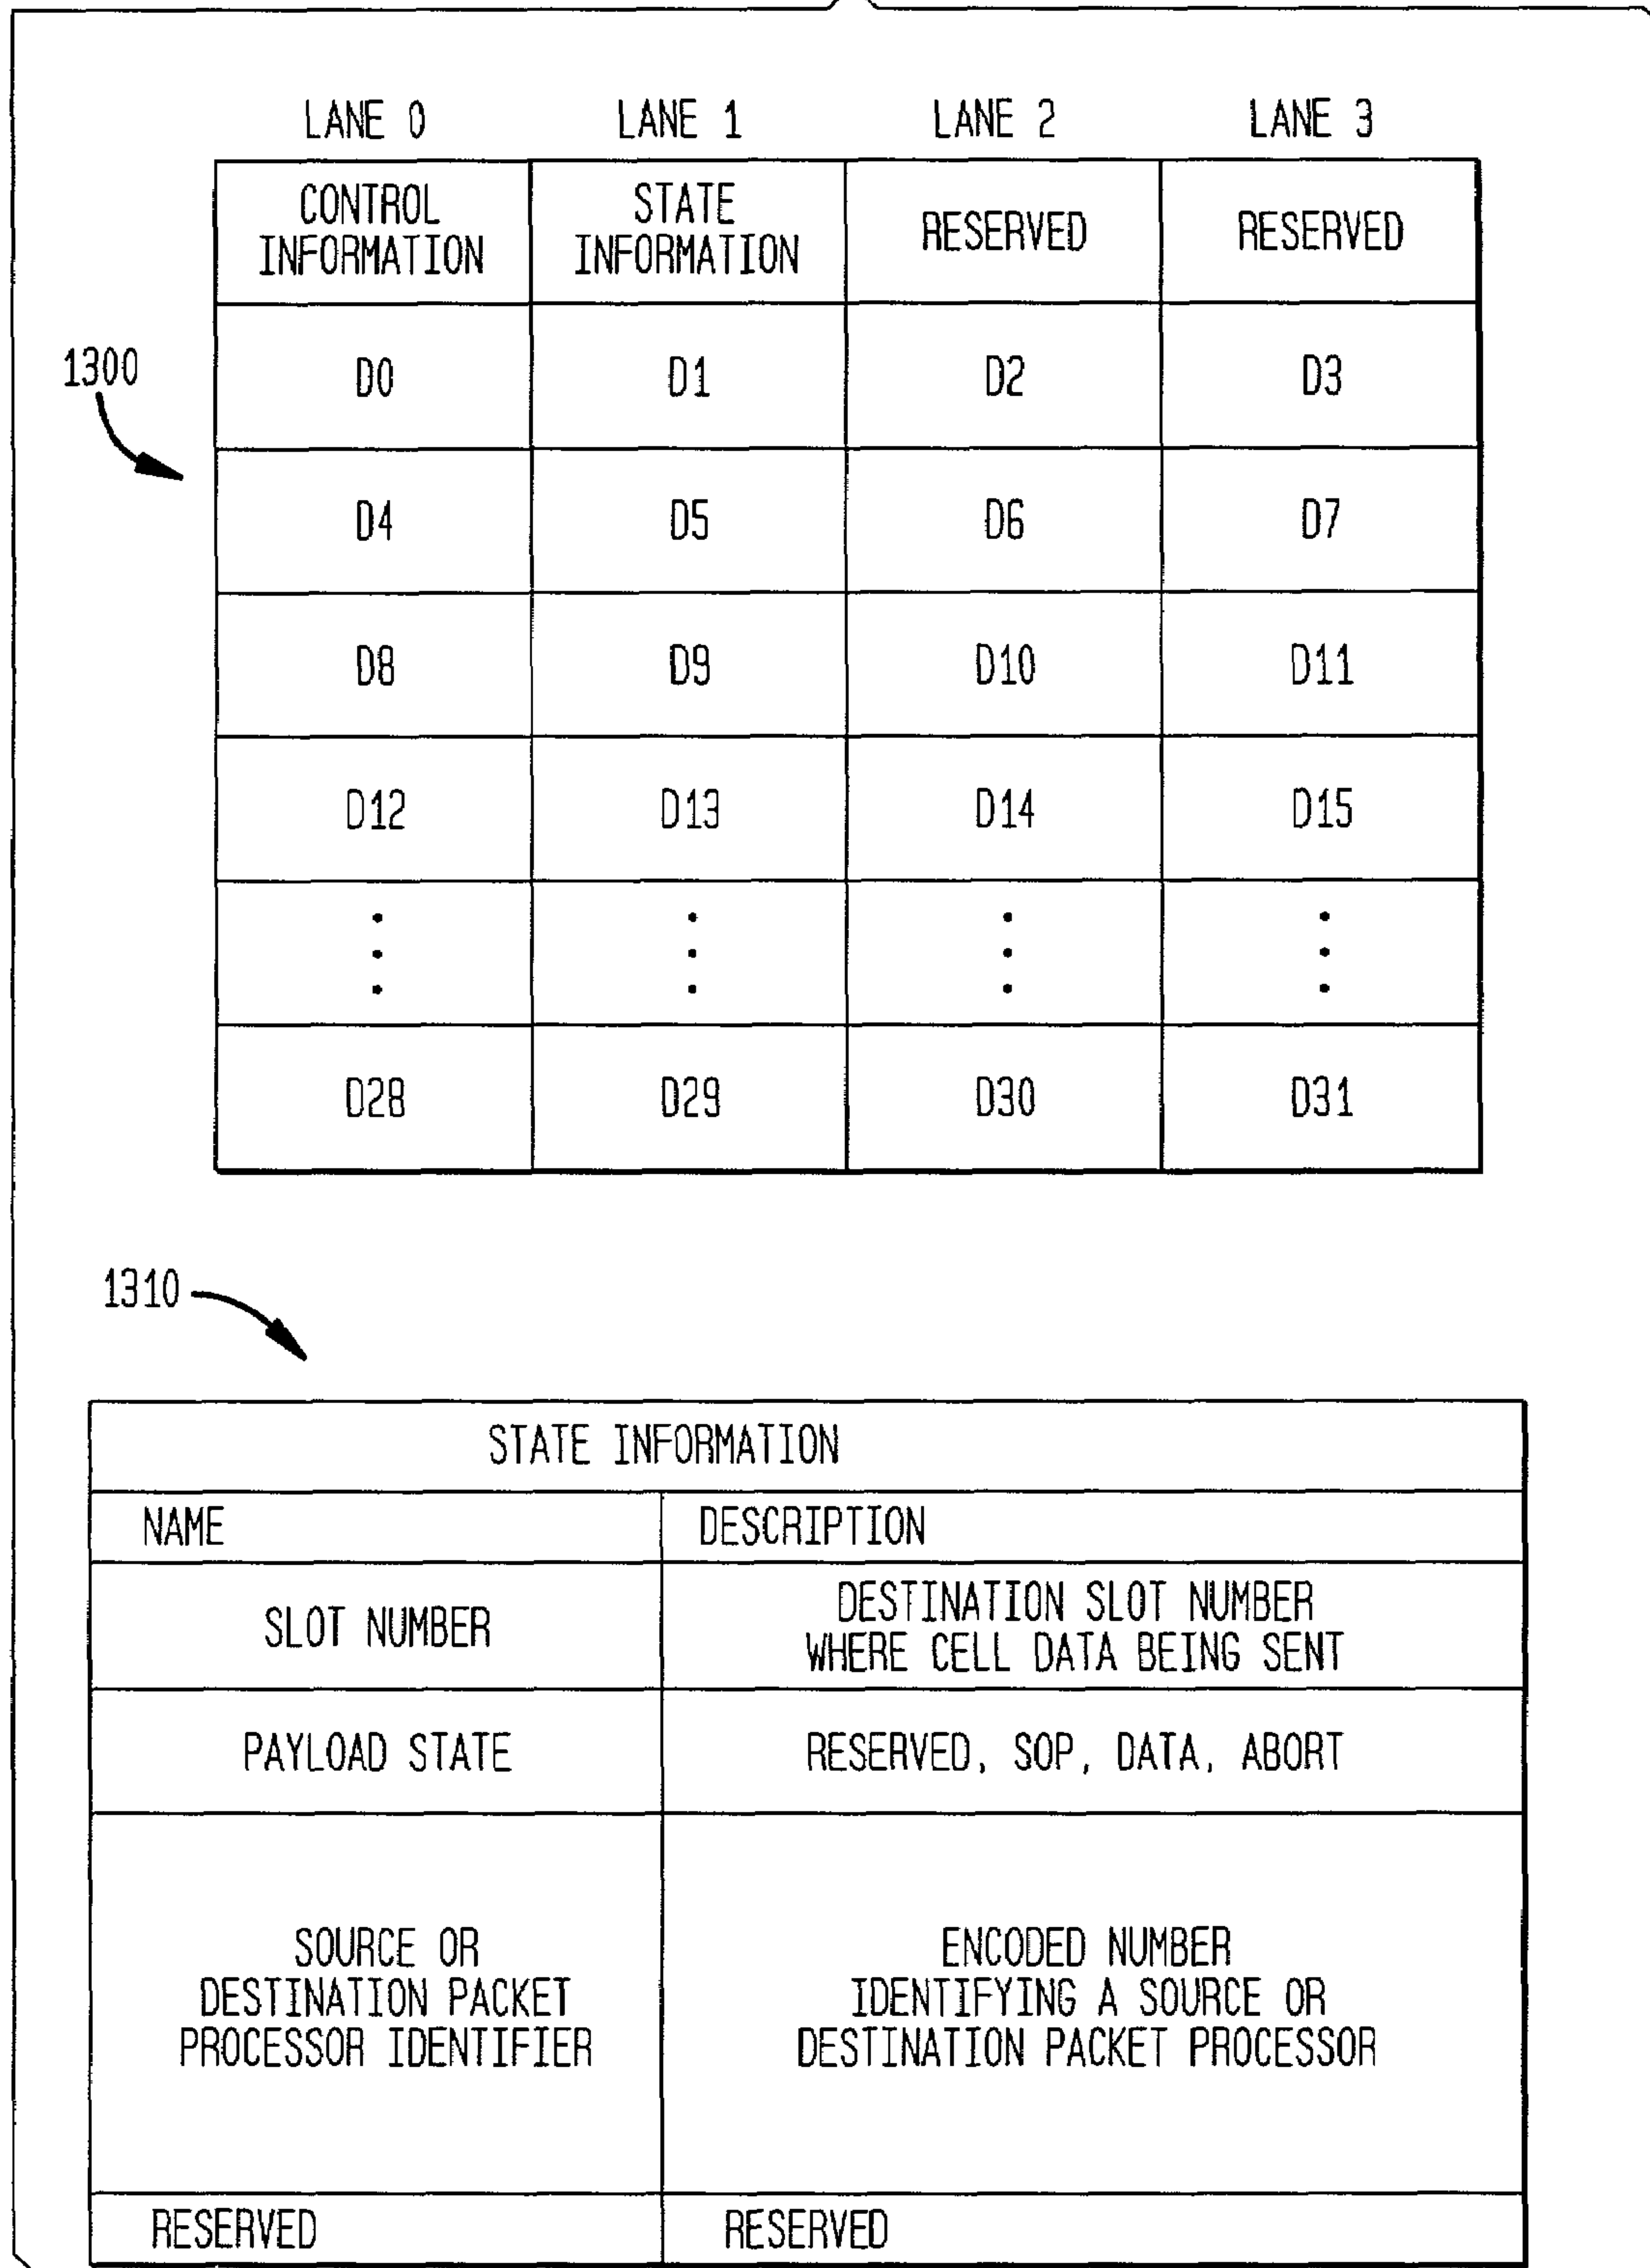 LANE 0 LANE 1 LANE 2 LANE 3
CONTROL INFORMATION STATE INFORMATION RESERVED RESERVED
1300
D0 D1 D2 D3
D4 D5 D6 D7
D8 D9 D10 D11
D12 D13 D14 D15
D28 D29 D30 D31
1310
STATE INFORMATION
NAME DESCRIPTION
SLOT NUMBER
DESTINATION SLOT NUMBER
WHERE CELL DATA BEING SENT
PAYLOAD STATE RESERVED, SOP, DATA, ABORT
SOURCE OR
DESTINATION PACKET
PROCESSOR IDENTIFIER
ENCODED NUMBER
IDENTIFYING A SOURCE OR
DESTINATION PACKET PROCESSOR
RESERVED RESERVED